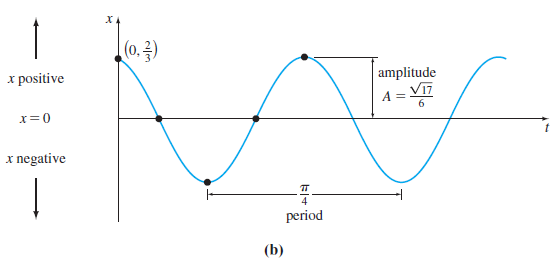 x
(0, 2/3)
x positive
amplitude
A = √17/6
x = 0
t
x negative
π/4
period
(b)